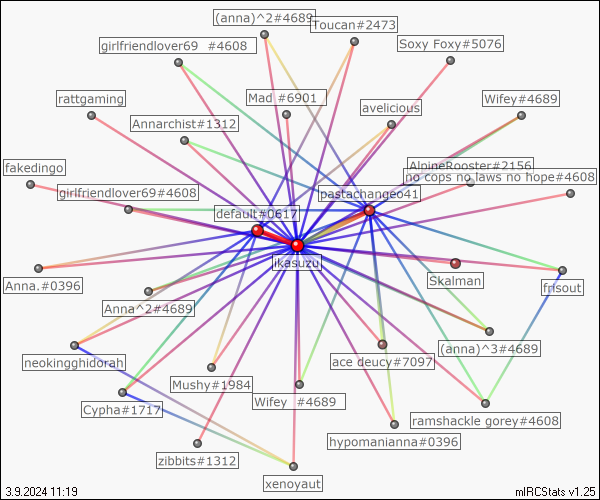 (anna)^2#4689
Toucan#2473
girlfriendlover69 #4608
Soxy Foxy#5076
rattgaming
Mad #6901
avelicious
Wifey#4689
Annarchist#1312
fakedingo
AlpineRooster#2156
no cops no laws no hope#4608
girlfriendlover69#4608
pastachangeo41
default#0617
ikasuzu
Anna.#0396
Skalman
frisout
Anna^2#4689
neokingghidorah
(anna)^3#4689
ace deucy#7097
Mushy#1984
Wifey #4689
Cypha#1717
ramshackle gorey#4608
hypomanianna#0396
zibbits#1312
xenoyaut
3.9.2024 11:19
mIRCStats v1.25